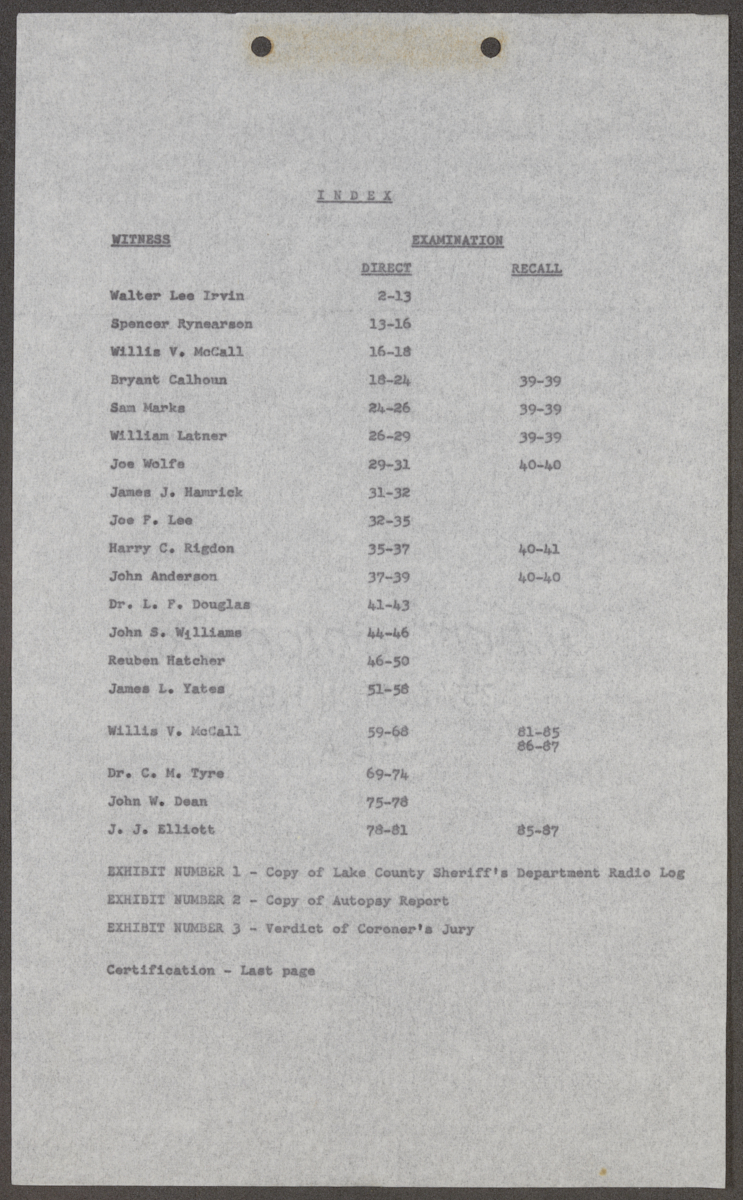 INDEX
WITNESS EXAMINATION
DIRECT RECALL
Walter Lee Irvin 2-13
Spencer Rynearson 13-16
Willis V. McCall 16-18
Bryant Calhoun 18-24 39-39
Sam Marks 24-26 39-39
William Latner 26-29 39-39
Joe Wolfe 29-31 40-40
James J. Hamrick 31-32
Joe F. Lee 32-35
Harry C. Rigdon 35-37 40-41
John Anderson 37-39 40-40
Dr. L. F. Douglas 41-43
John S. Williams 44-46
Reuben Hatcher 46-50
James L. Yates 51-58
Willis V. McCall 59-68 81-85
86-87
Dr. C. M. Tyre 69-74
John W. Dean 75-78
J. J. Elliott 78-81 85-87
EXHIBIT NUMBER 1 - Copy of Lake County Sheriff's Department Radio Log
EXHIBIT NUMBER 2 - Copy of Autopsy Report
EXHIBIT NUMBER 3 - Verdict of Coroner's Jury
Certification - Last page